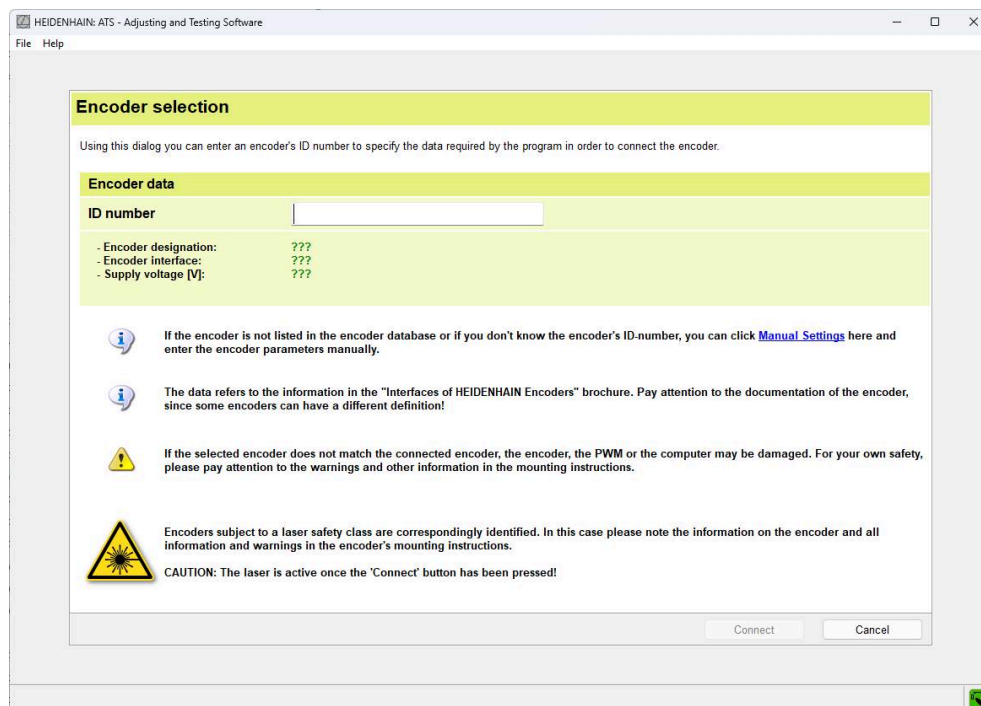 HEIDENHAIN: ATS - Adjusting and Testing Software
File Help
Encoder selection
Using this dialog you can enter an encoder's ID number to specify the data required by the program in order to connect the encoder.
Encoder data
ID number
- Encoder designation: ???
- Encoder interface: ???
- Supply voltage [V]: ???
If the encoder is not listed in the encoder database or if you don't know the encoder's ID-number, you can click Manual Settings here and
enter the encoder parameters manually.
The data refers to the information in the "Interfaces of HEIDENHAIN Encoders" brochure. Pay attention to the documentation of the encoder,
since some encoders can have a different definition!
If the selected encoder does not match the connected encoder, the encoder, the PWM or the computer may be damaged. For your own safety,
please pay attention to the warnings and other information in the mounting instructions.
Encoders subject to a laser safety class are correspondingly identified. In this case please note the information on the encoder and all
information and warnings in the encoder's mounting instructions.
CAUTION: The laser is active once the 'Connect' button has been pressed!
Connect Cancel